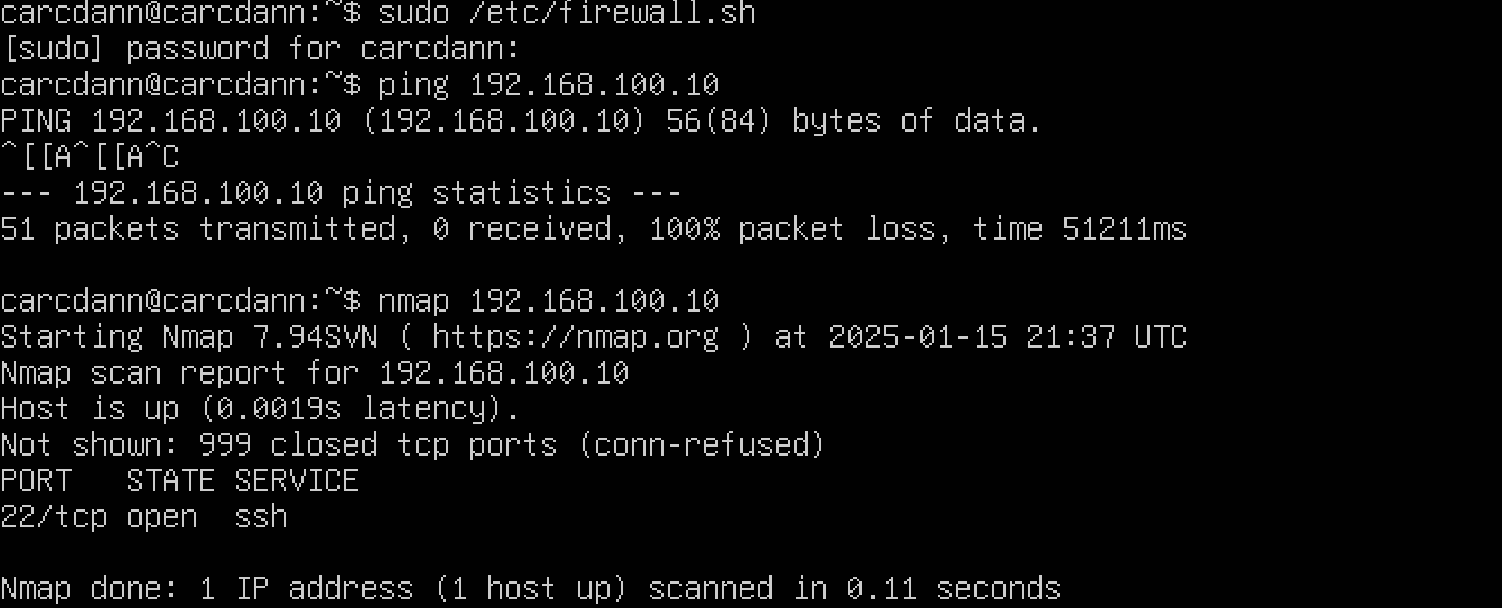 carcdann@carcdann:~$ sudo /etc/firewall.sh
[sudo] password for carcdann:
carcdann@carcdann:~$ ping 192.168.100.10
PING 192.168.100.10 (192.168.100.10) 56(84) bytes of data.
^[[A^[[A^C
--- 192.168.100.10 ping statistics ---
51 packets transmitted, 0 received, 100% packet loss, time 51211ms
carcdann@carcdann:~$ nmap 192.168.100.10
Starting Nmap 7.94SVN ( https://nmap.org ) at 2025-01-15 21:37 UTC
Nmap scan report for 192.168.100.10
Host is up (0.0019s latency).
Not shown: 999 closed tcp ports (conn-refused)
PORT   STATE SERVICE
22/tcp open  ssh
Nmap done: 1 IP address (1 host up) scanned in 0.11 seconds